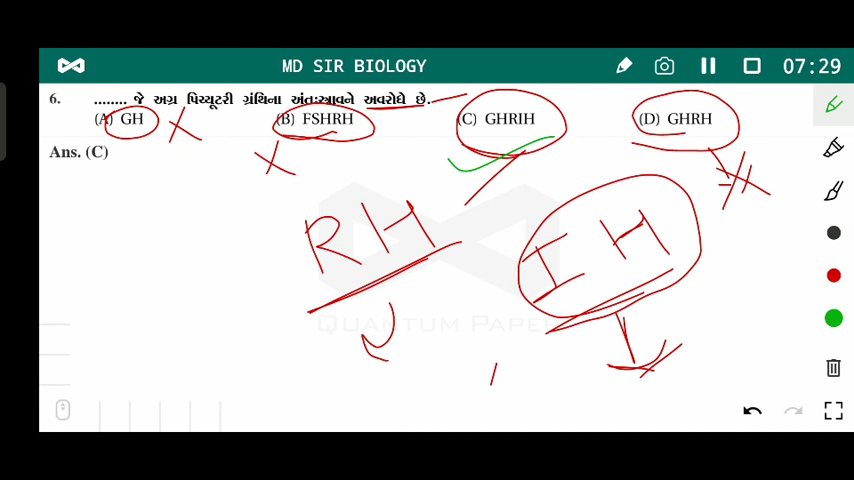 MD SIR BIOLOGY
07:29
6. ........ જે અગ્ર પિચ્યૂટરી ગ્રંથિના અંતઃસ્ત્રાવને અવરોધે છે.
(A) GH (B) FSHRH (C) GHRIH (D) GHRH
Ans. (C)
RH IH
QUANTUM PAPER